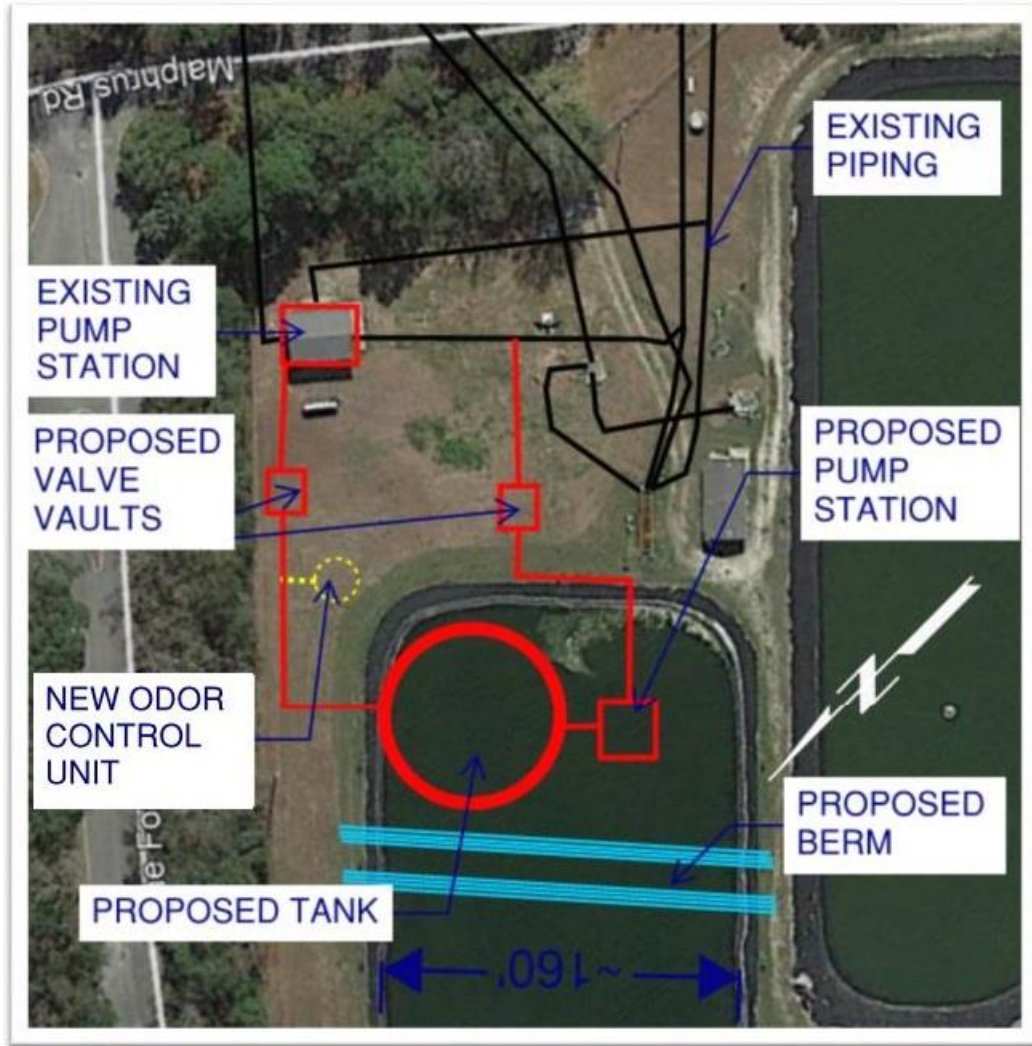 Malphrus Rd
EXISTING
PIPING
EXISTING
PUMP
STATION
PROPOSED
VALVE
VAULTS
PROPOSED
PUMP
STATION
NEW ODOR
CONTROL
UNIT
PROPOSED
BERM
PROPOSED TANK
~160'